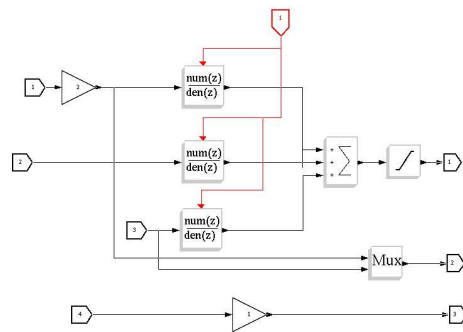 1
1
2
num(z)
den(z)
2
num(z)
den(z)
+
+
+
Σ
1
3
num(z)
den(z)
Mux
2
4
1
3